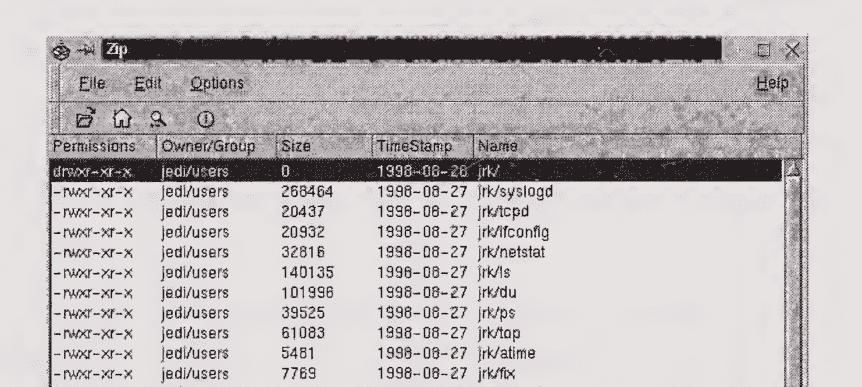 Zip
File Edit Options Help
Permissions Owner/Group Size TimeStamp Name
drwxr-xr-x jedi/users 0 1998-08-28 jrk/
-rwxr-xr-x jedi/users 268464 1998-08-27 jrk/syslogd
-rwxr-xr-x jedi/users 20437 1998-08-27 jrk/tcpd
-rwxr-xr-x jedi/users 20932 1998-08-27 jrk/ifconfig
-rwxr-xr-x jedi/users 32816 1998-08-27 jrk/netstat
-rwxr-xr-x jedi/users 140135 1998-08-27 jrk/ls
-rwxr-xr-x jedi/users 101996 1998-08-27 jrk/du
-rwxr-xr-x jedi/users 39525 1998-08-27 jrk/ps
-rwxr-xr-x jedi/users 61083 1998-08-27 jrk/top
-rwxr-xr-x jedi/users 5481 1998-08-27 jrk/atime
-rwxr-xr-x jedi/users 7769 1998-08-27 jrk/fix